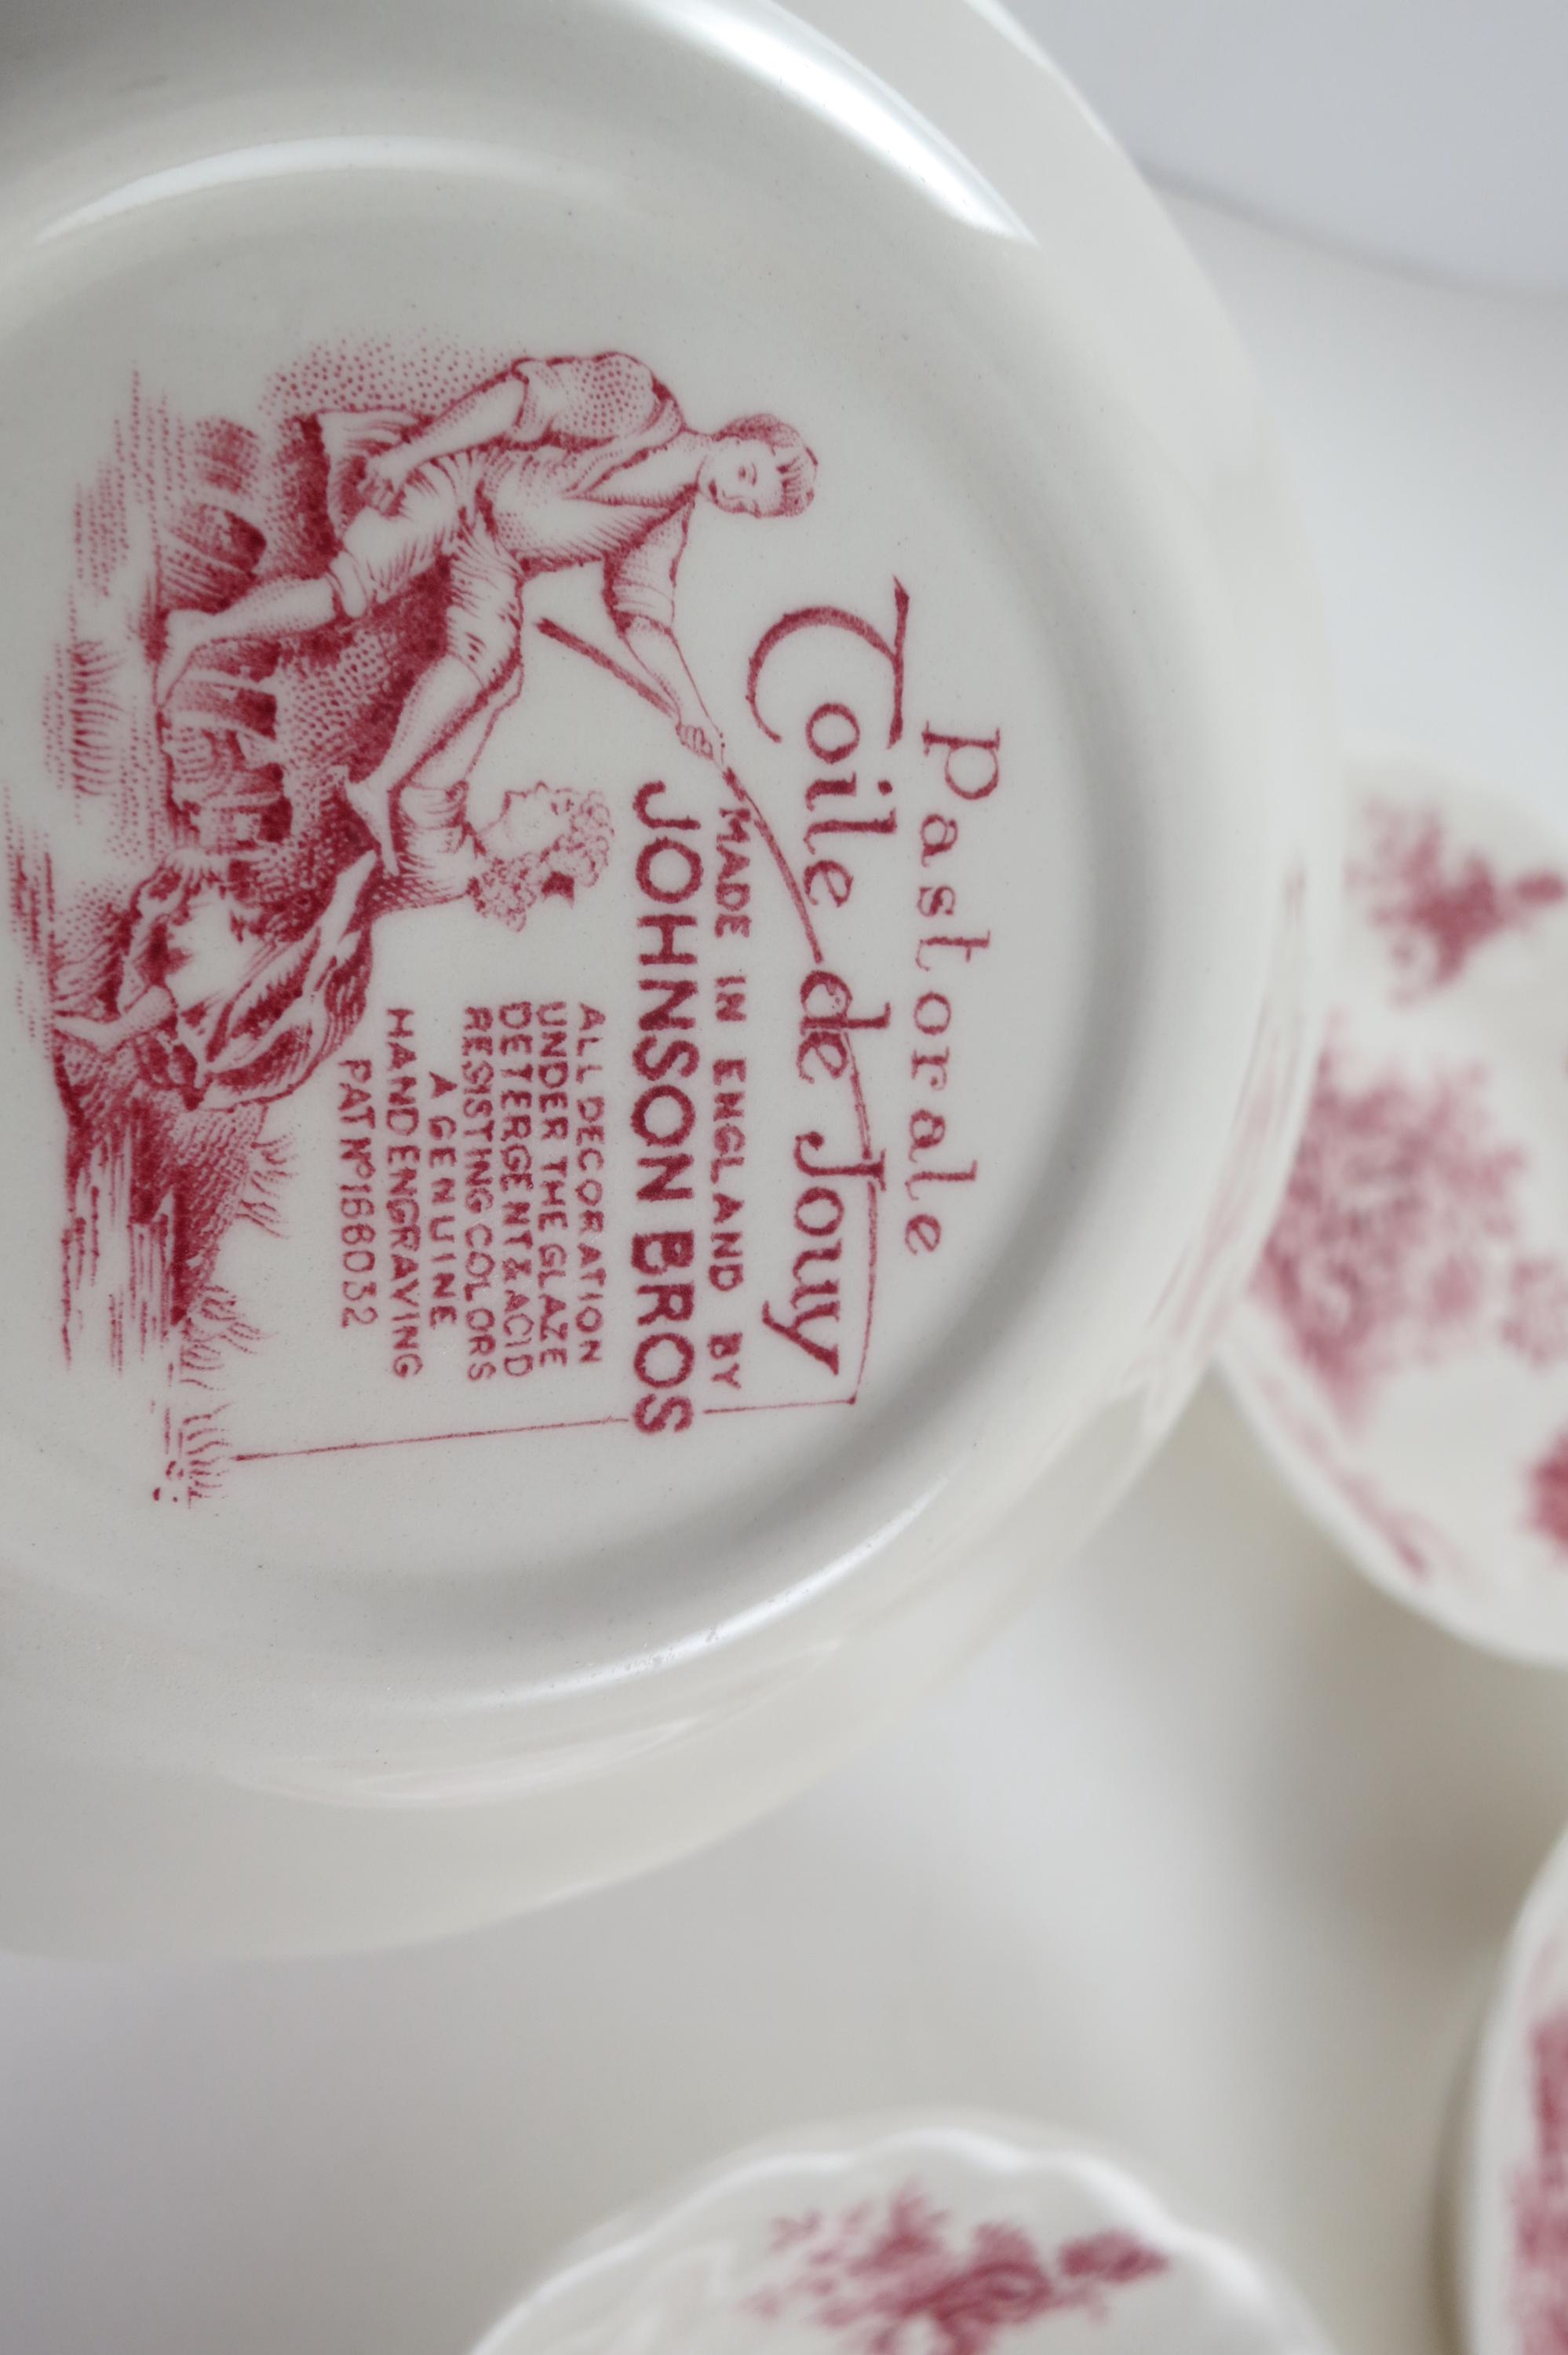 pastorale
Toile de Jouy
MADE IN ENGLAND BY
JOHNSON BROS
ALL DECORATION
UNDER THE GLAZE
DETERGENT & ACID
RESISTING COLORS
A GENUINE
HAND ENGRAVING
PAT Nº 188032